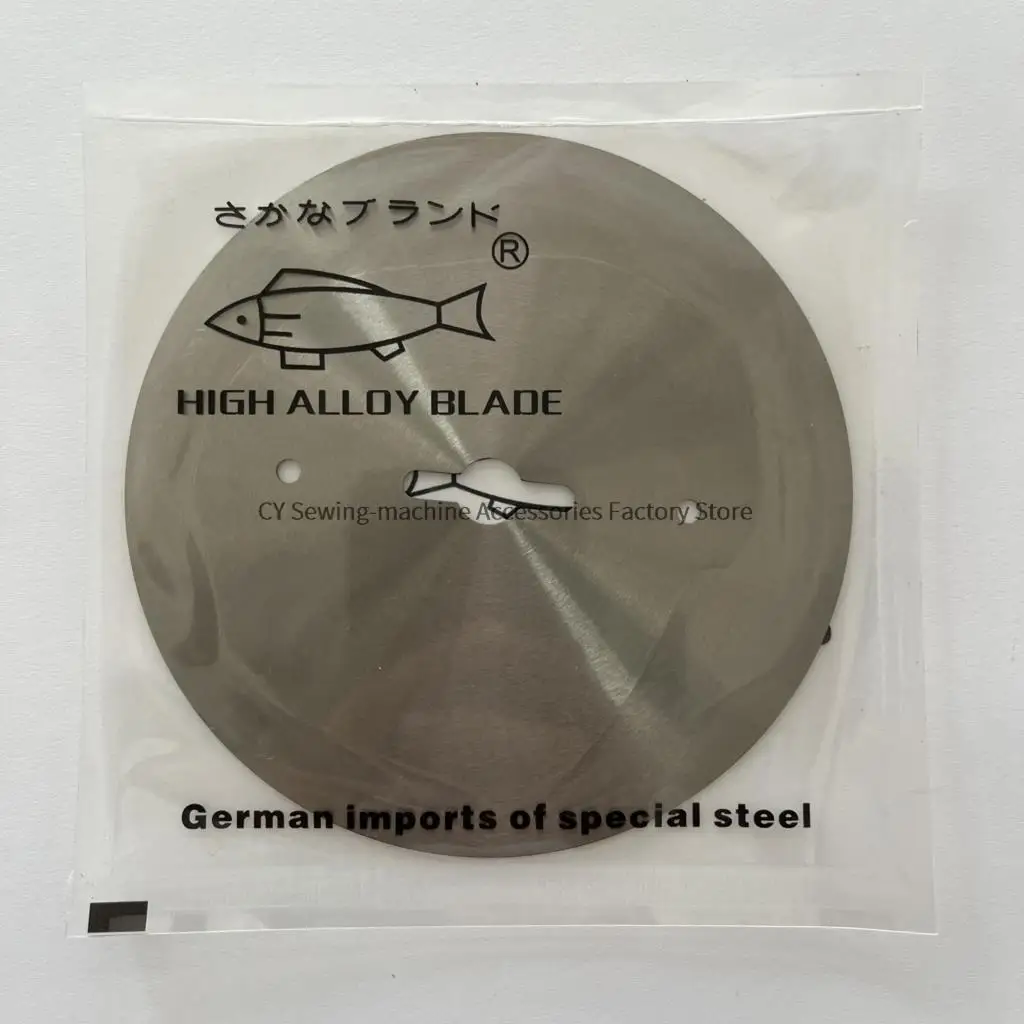 さかなブランド
®
HIGH ALLOY BLADE
CY Sewing-machine Accessories Factory Store
German imports of special steel